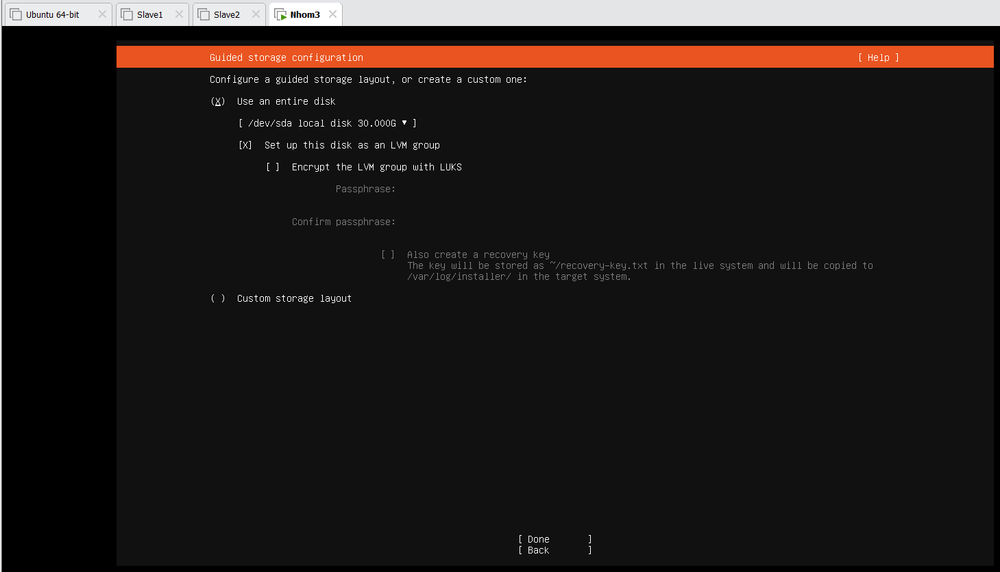 Ubuntu 64-bit
Slave1
Slave2
Nhom3
Guided storage configuration [ Help ]
Configure a guided storage layout, or create a custom one:
(X) Use an entire disk
[ /dev/sda local disk 30.000G ▾ ]
[X] Set up this disk as an LVM group
[ ] Encrypt the LVM group with LUKS
Passphrase:
Confirm passphrase:
[ ] Also create a recovery key
The key will be stored as ~/recovery-key.txt in the live system and will be copied to
/var/log/installer/ in the target system.
( ) Custom storage layout
[ Done ]
[ Back ]